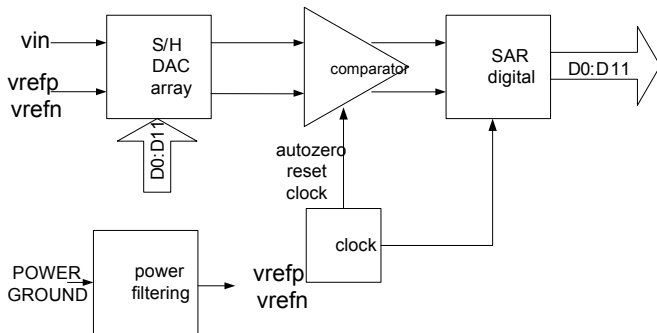 vin
vrefp
vrefn
S/H
DAC
array
D0:D11
comparator
SAR
digital
D0:D11
autozero
reset
clock
clock
POWER
GROUND
power
filtering
vrefp
vrefn